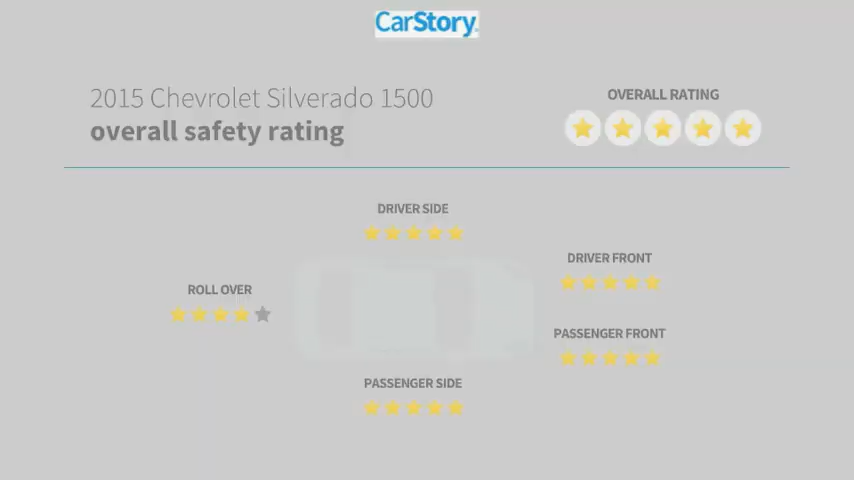 CarStory.
2015 Chevrolet Silverado 1500
overall safety rating
OVERALL RATING
DRIVER SIDE
DRIVER FRONT
ROLL OVER
PASSENGER FRONT
PASSENGER SIDE